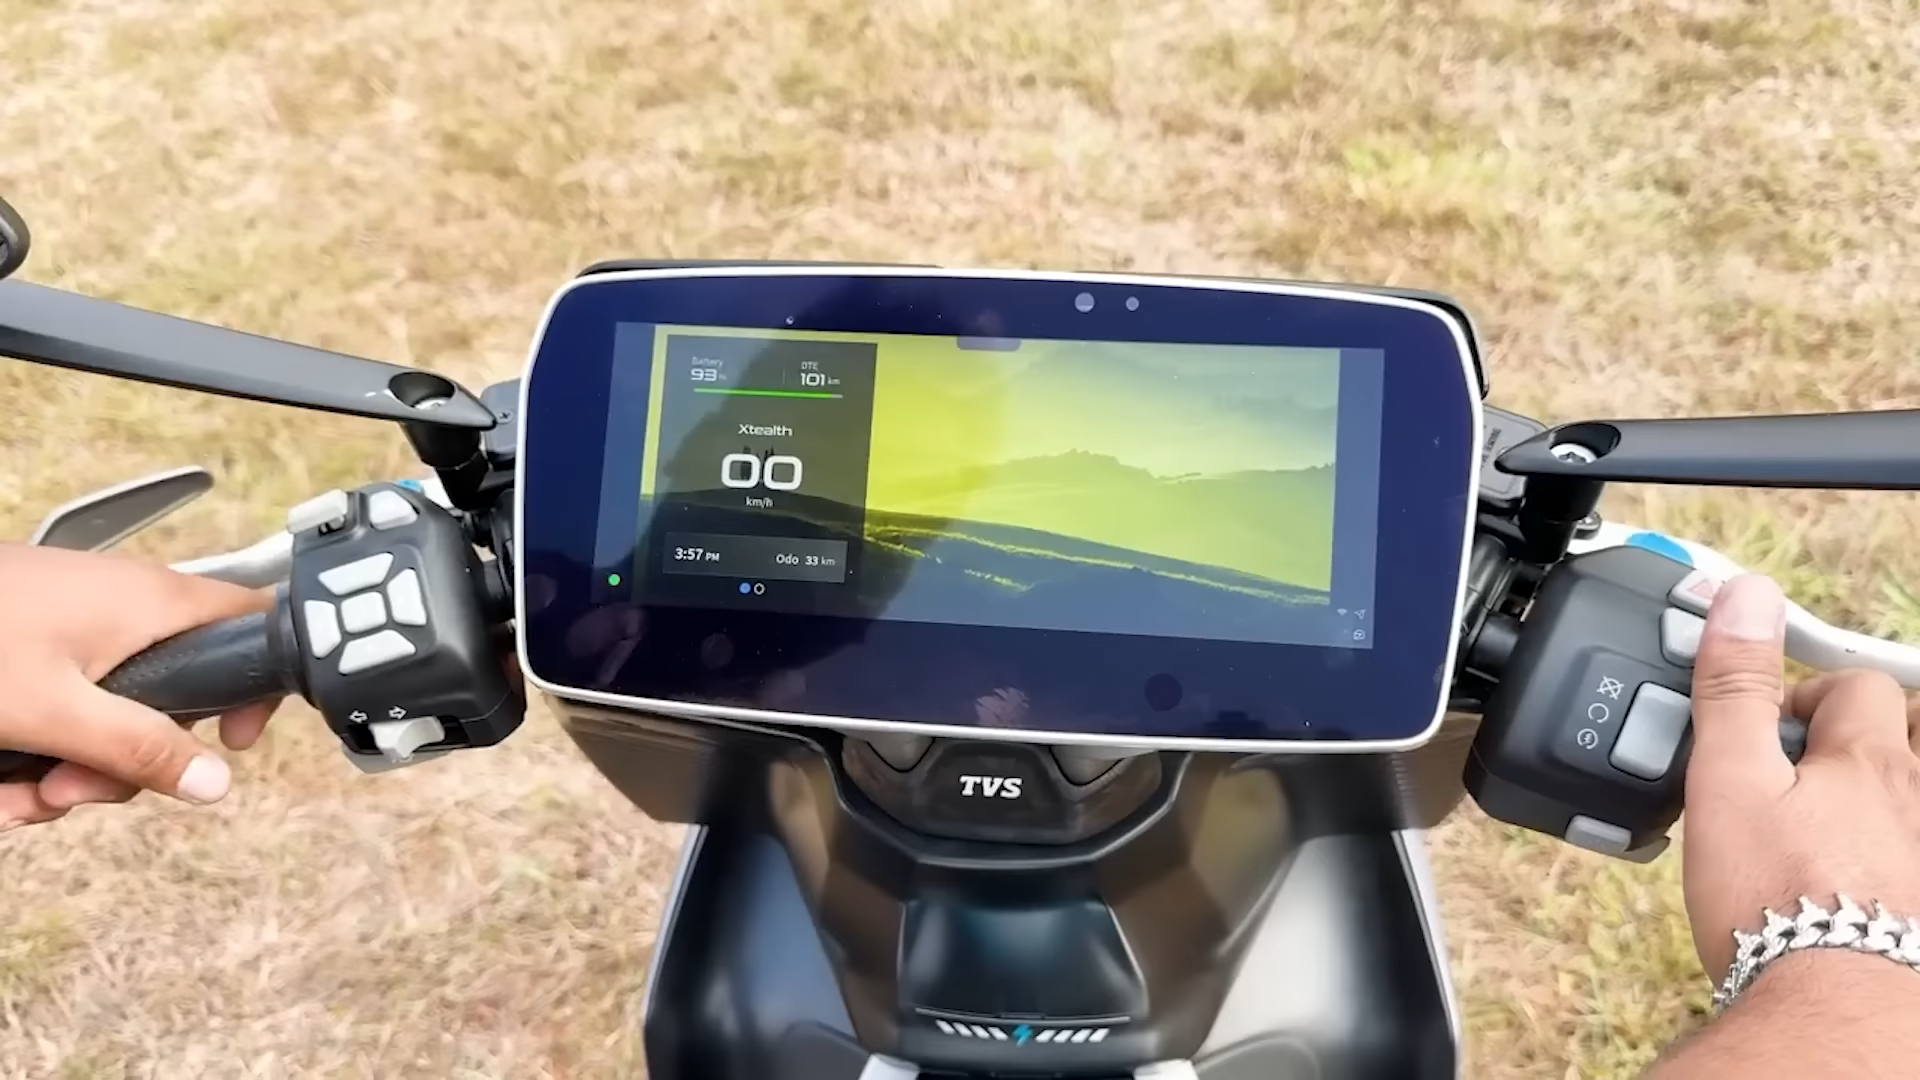 Battery DTE
93% 101 km
Xtealth
00
km/h
3:57 PM Odo 33 km
TVS